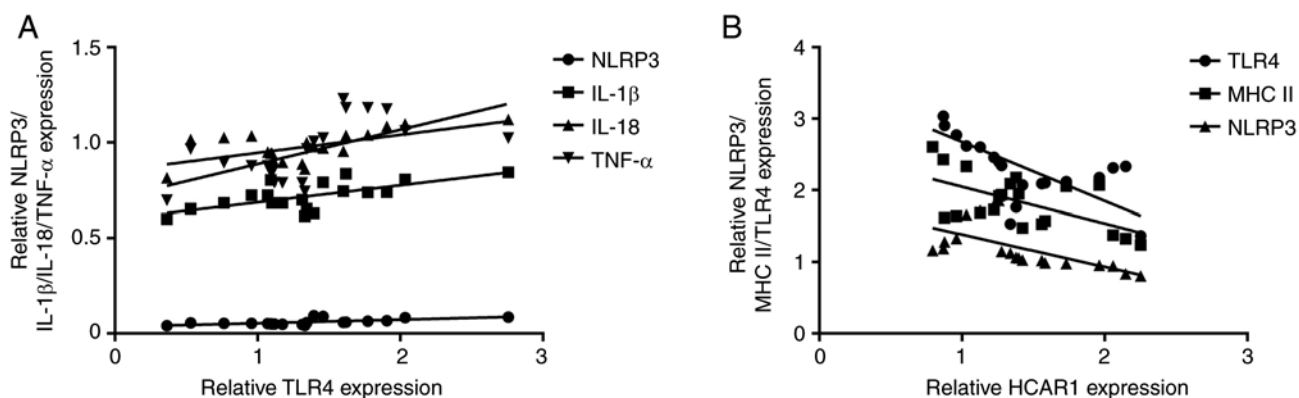 A
Relative NLRP3/
IL-1β/IL-18/TNF-α expression
1.5
1.0
0.5
0
0
1
2
3
Relative TLR4 expression
NLRP3
IL-1β
IL-18
TNF-α
B
Relative NLRP3/
MHC II/TLR4 expression
4
3
2
1
0
0
1
2
3
Relative HCAR1 expression
TLR4
MHC II
NLRP3